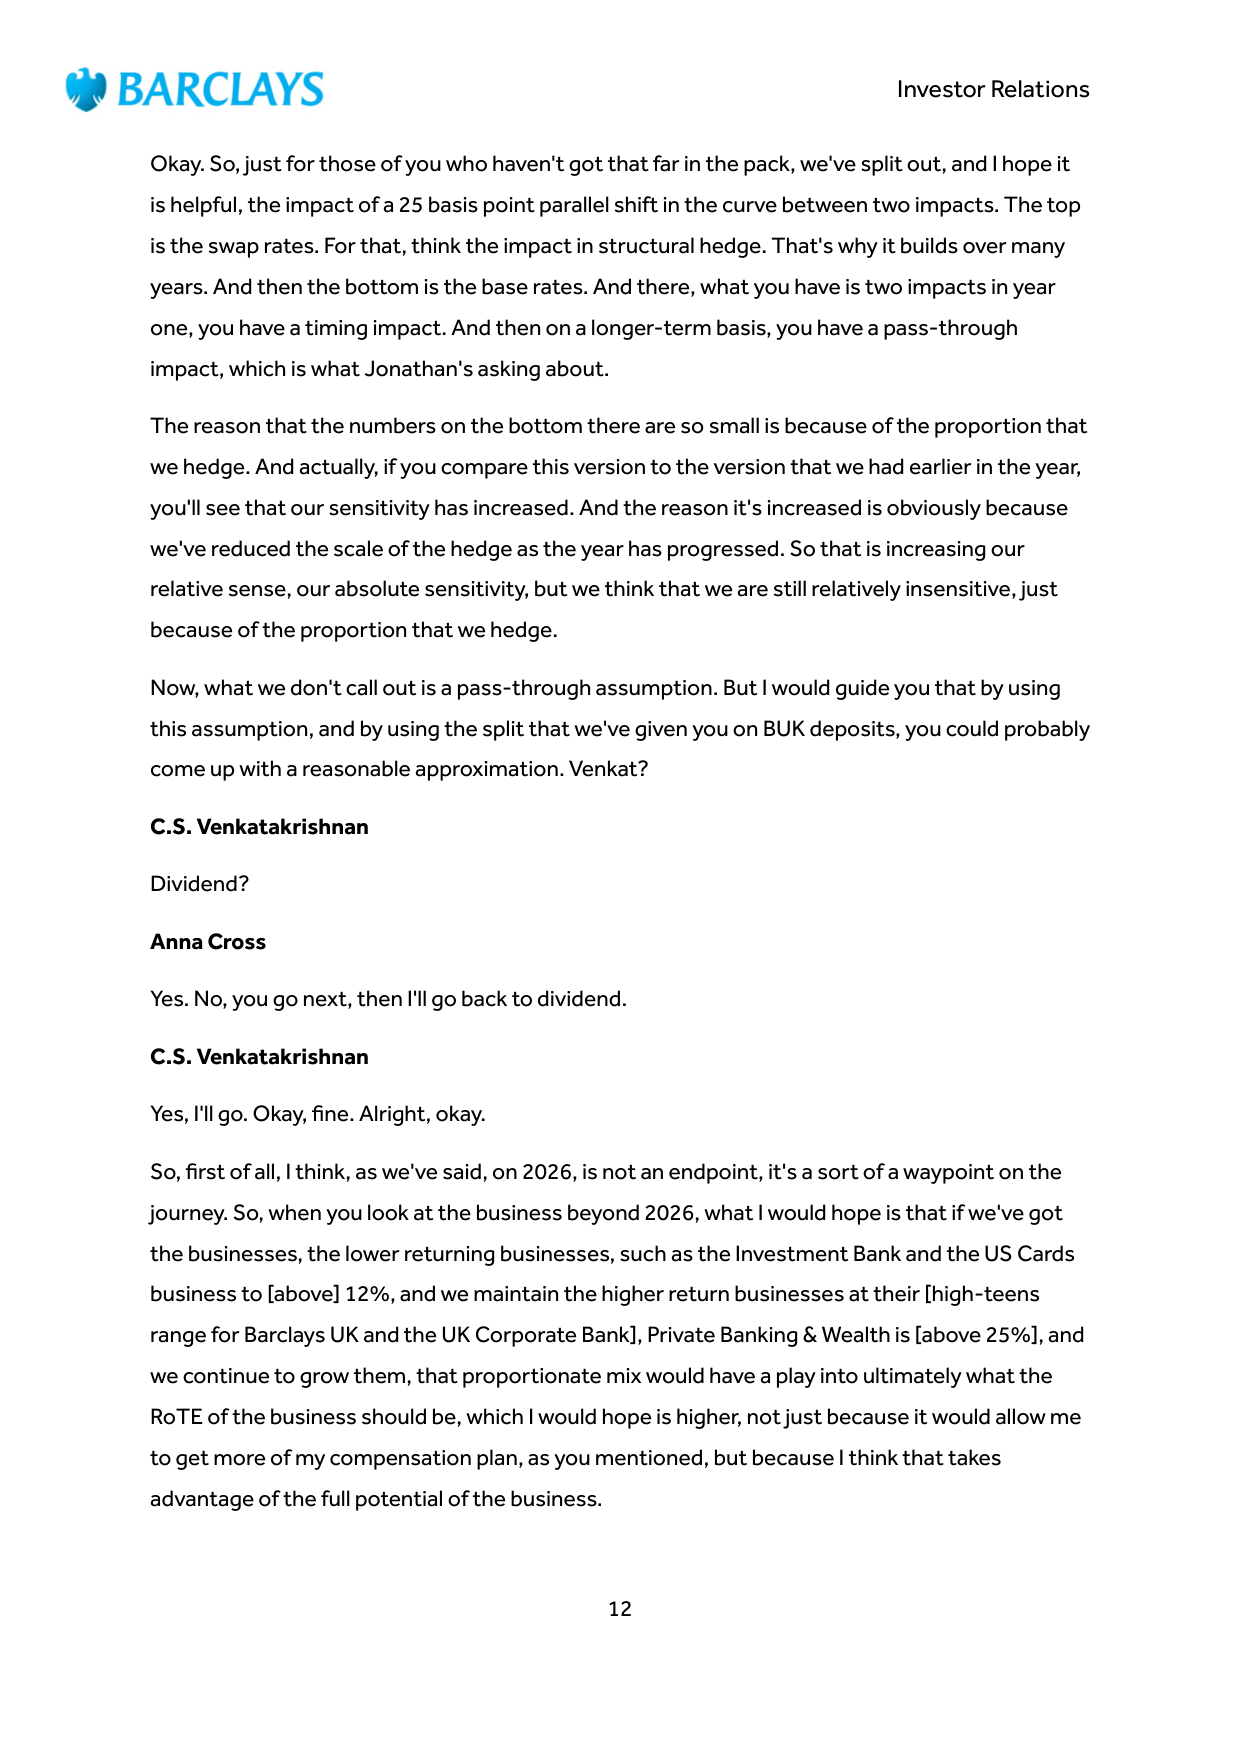 BARCLAYS
Investor Relations
Okay. So, just for those of you who haven't got that far in the pack, we've split out, and I hope it
is helpful, the impact of a 25 basis point parallel shift in the curve between two impacts. The top
is the swap rates. For that, think the impact in structural hedge. That's why it builds over many
years. And then the bottom is the base rates. And there, what you have is two impacts in year
one, you have a timing impact. And then on a longer-term basis, you have a pass-through
impact, which is what Jonathan's asking about.
The reason that the numbers on the bottom there are so small is because of the proportion that
we hedge. And actually, if you compare this version to the version that we had earlier in the year,
you'll see that our sensitivity has increased. And the reason it's increased is obviously because
we've reduced the scale of the hedge as the year has progressed. So that is increasing our
relative sense, our absolute sensitivity, but we think that we are still relatively insensitive, just
because of the proportion that we hedge.
Now, what we don't call out is a pass-through assumption. But I would guide you that by using
this assumption, and by using the split that we've given you on BUK deposits, you could probably
come up with a reasonable approximation. Venkat?
C.S. Venkatakrishnan
Dividend?
Anna Cross
Yes. No, you go next, then I'll go back to dividend.
C.S. Venkatakrishnan
Yes, I'll go. Okay, fine. Alright, okay.
So, first of all, I think, as we've said, on 2026, is not an endpoint, it's a sort of a waypoint on the
journey. So, when you look at the business beyond 2026, what I would hope is that if we've got
the businesses, the lower returning businesses, such as the Investment Bank and the US Cards
business to [above] 12%, and we maintain the higher return businesses at their [high-teens
range for Barclays UK and the UK Corporate Bank], Private Banking & Wealth is [above 25%], and
we continue to grow them, that proportionate mix would have a play into ultimately what the
RoTE of the business should be, which I would hope is higher, not just because it would allow me
to get more of my compensation plan, as you mentioned, but because I think that takes
advantage of the full potential of the business.
12